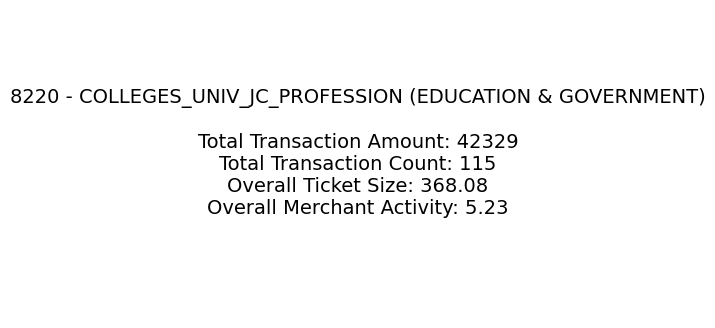 8220 - COLLEGES_UNIV_JC_PROFESSION (EDUCATION & GOVERNMENT)
Total Transaction Amount: 42329
Total Transaction Count: 115
Overall Ticket Size: 368.08
Overall Merchant Activity: 5.23